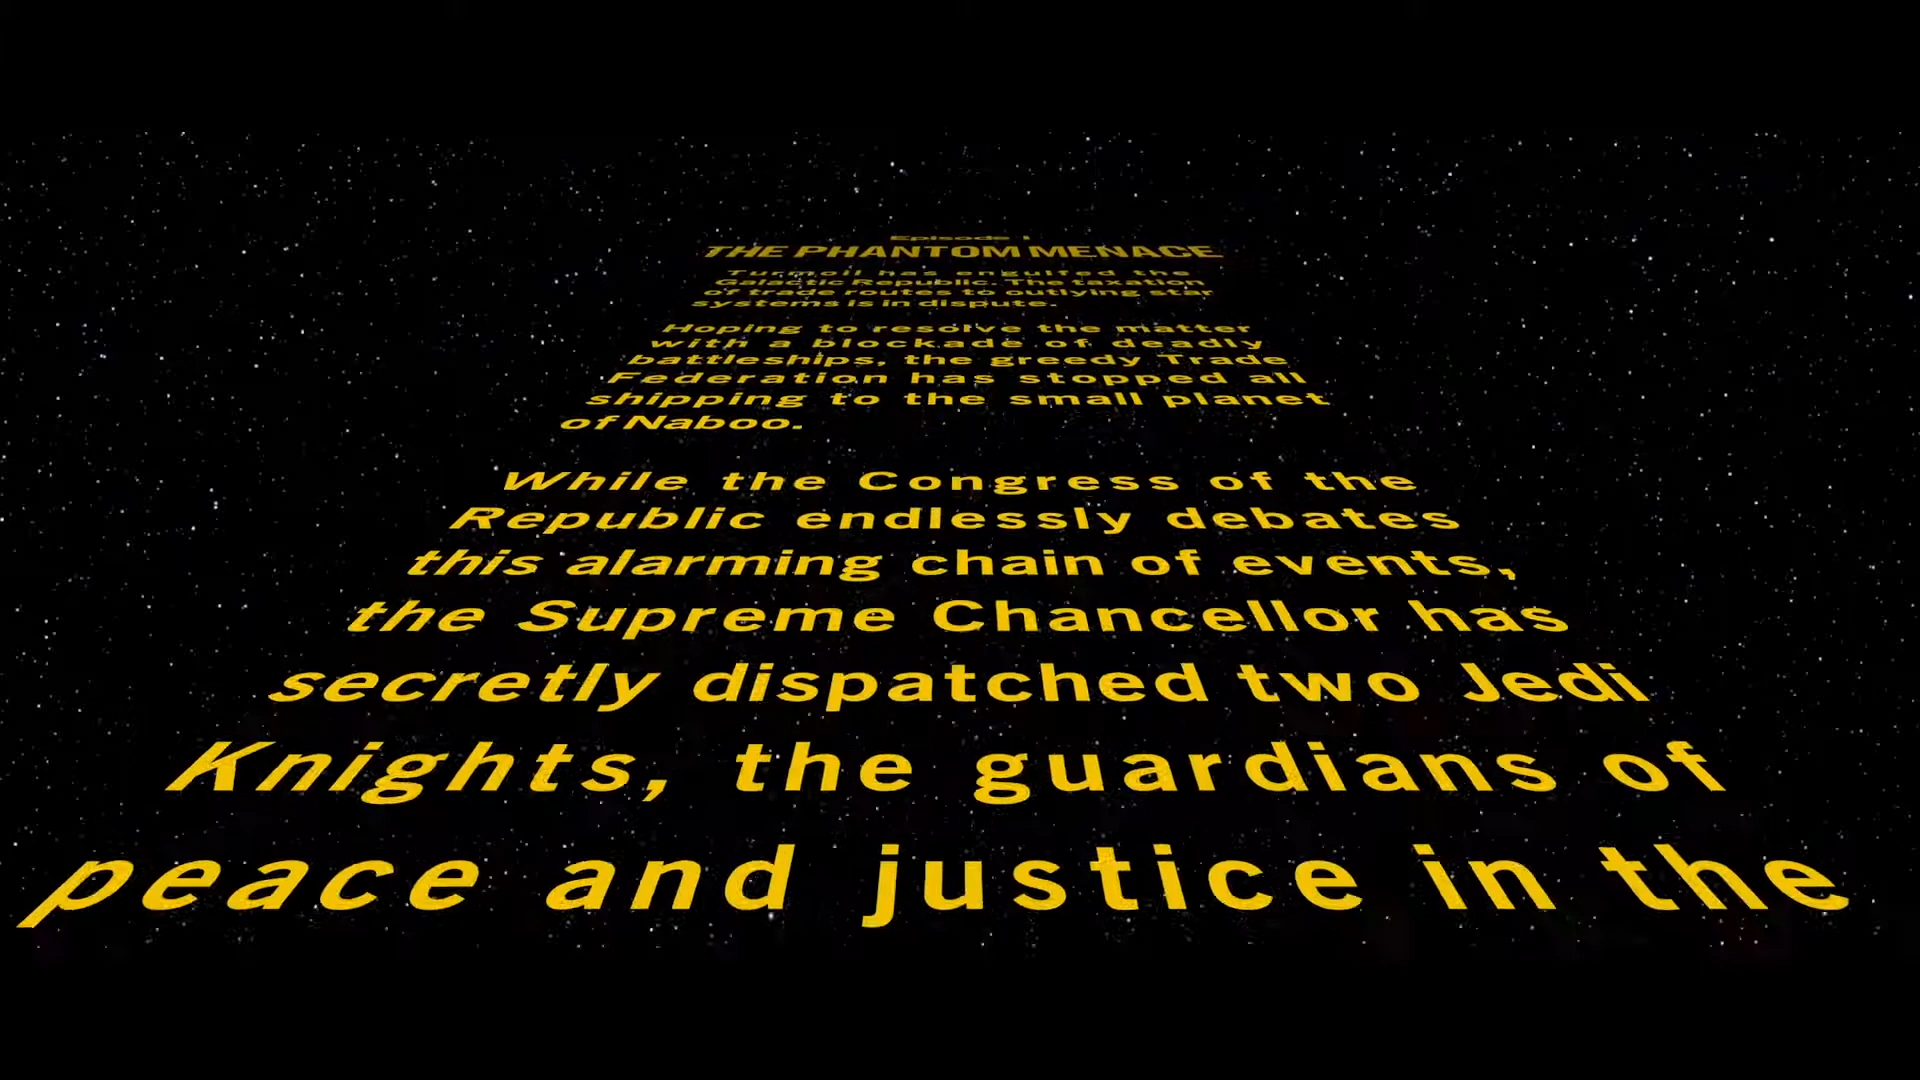 Episode I
THE PHANTOM MENACE
Turmoil has engulfed the
Galactic Republic. The taxation
of trade routes to outlying star
systems is in dispute.
Hoping to resolve the matter
with a blockade of deadly
battleships, the greedy Trade
Federation has stopped all
shipping to the small planet
of Naboo.
While the Congress of the
Republic endlessly debates
this alarming chain of events,
the Supreme Chancellor has
secretly dispatched two Jedi
Knights, the guardians of
peace and justice in the